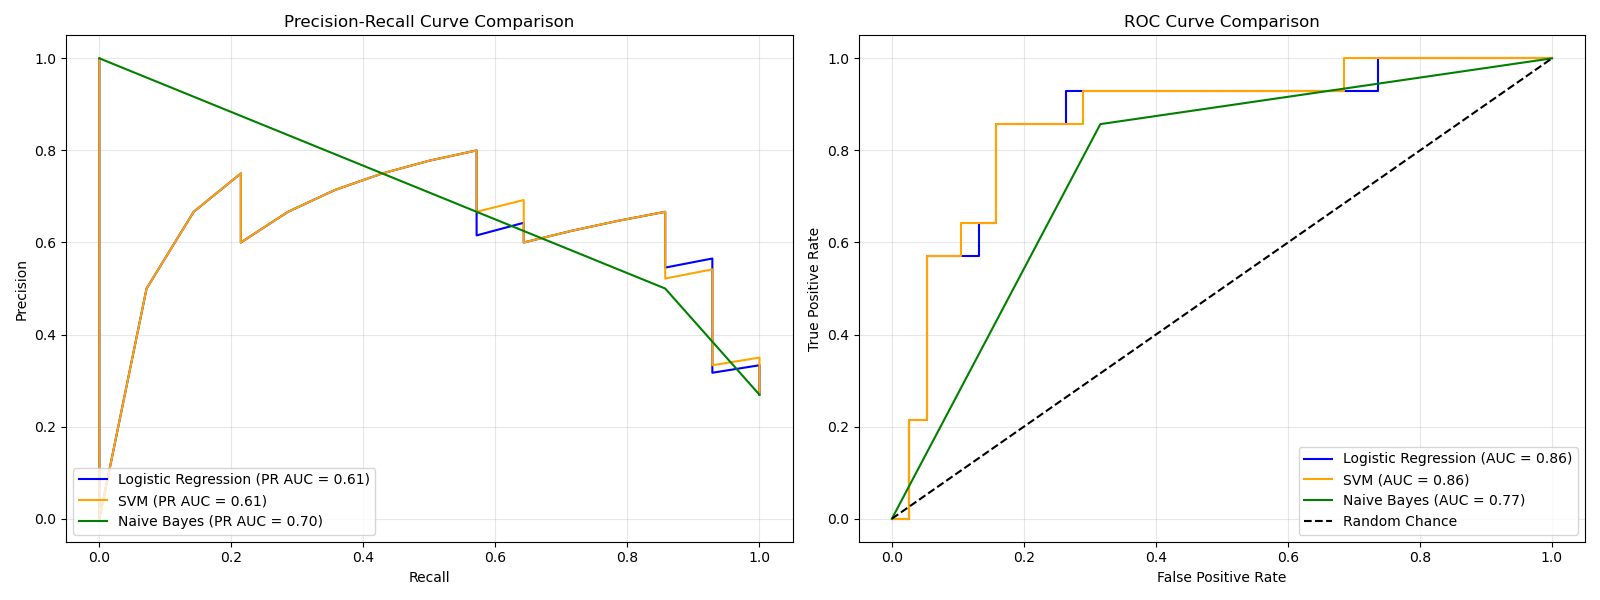 Precision-Recall Curve Comparison
Precision
1.0
0.8
0.6
0.4
0.2
0.0
Logistic Regression (PR AUC = 0.61)
SVM (PR AUC = 0.61)
Naive Bayes (PR AUC = 0.70)
0.0 0.2 0.4 0.6 0.8 1.0
Recall
ROC Curve Comparison
True Positive Rate
1.0
0.8
0.6
0.4
0.2
0.0
Logistic Regression (AUC = 0.86)
SVM (AUC = 0.86)
Naive Bayes (AUC = 0.77)
Random Chance
0.0 0.2 0.4 0.6 0.8 1.0
False Positive Rate